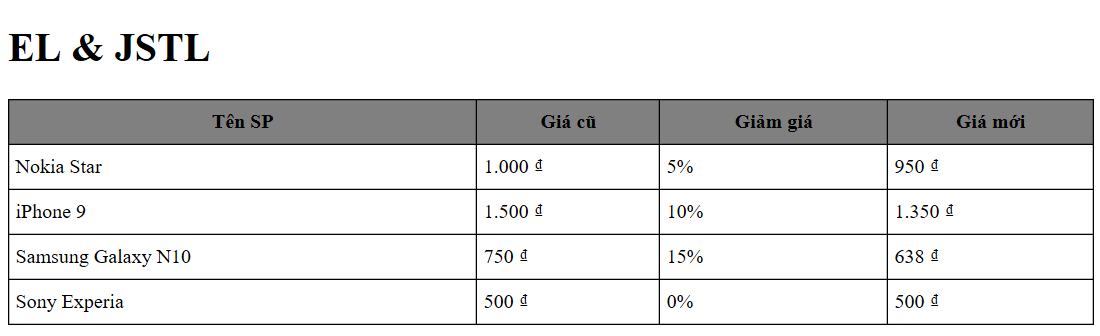 EL & JSTL
Tên SP Giá cũ Giảm giá Giá mới
Nokia Star 1.000 ₫ 5% 950 ₫
iPhone 9 1.500 ₫ 10% 1.350 ₫
Samsung Galaxy N10 750 ₫ 15% 638 ₫
Sony Experia 500 ₫ 0% 500 ₫